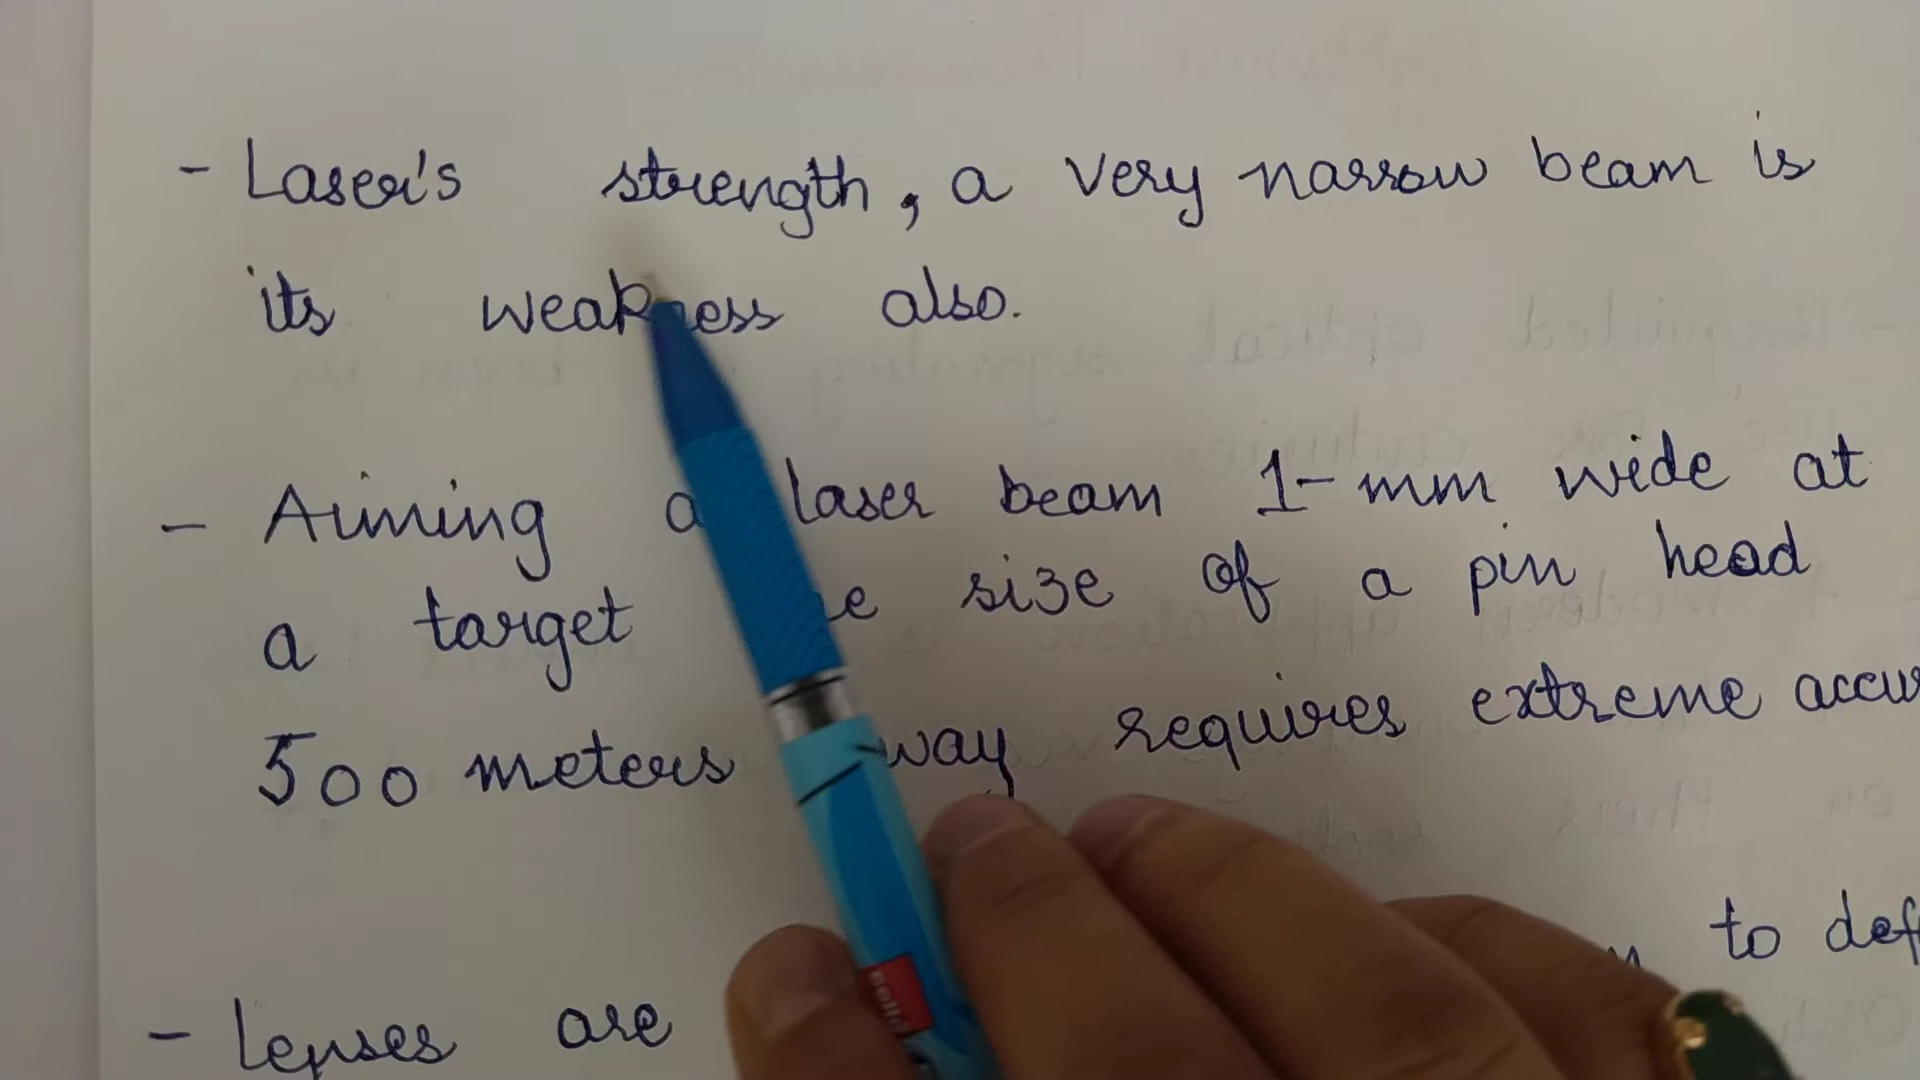 - Laser's strength, a very narrow beam is
its weakness also.
- Aiming a laser beam 1-mm wide at
a target size of a pin head
500 meters requires extreme
- Lenses are to
cello